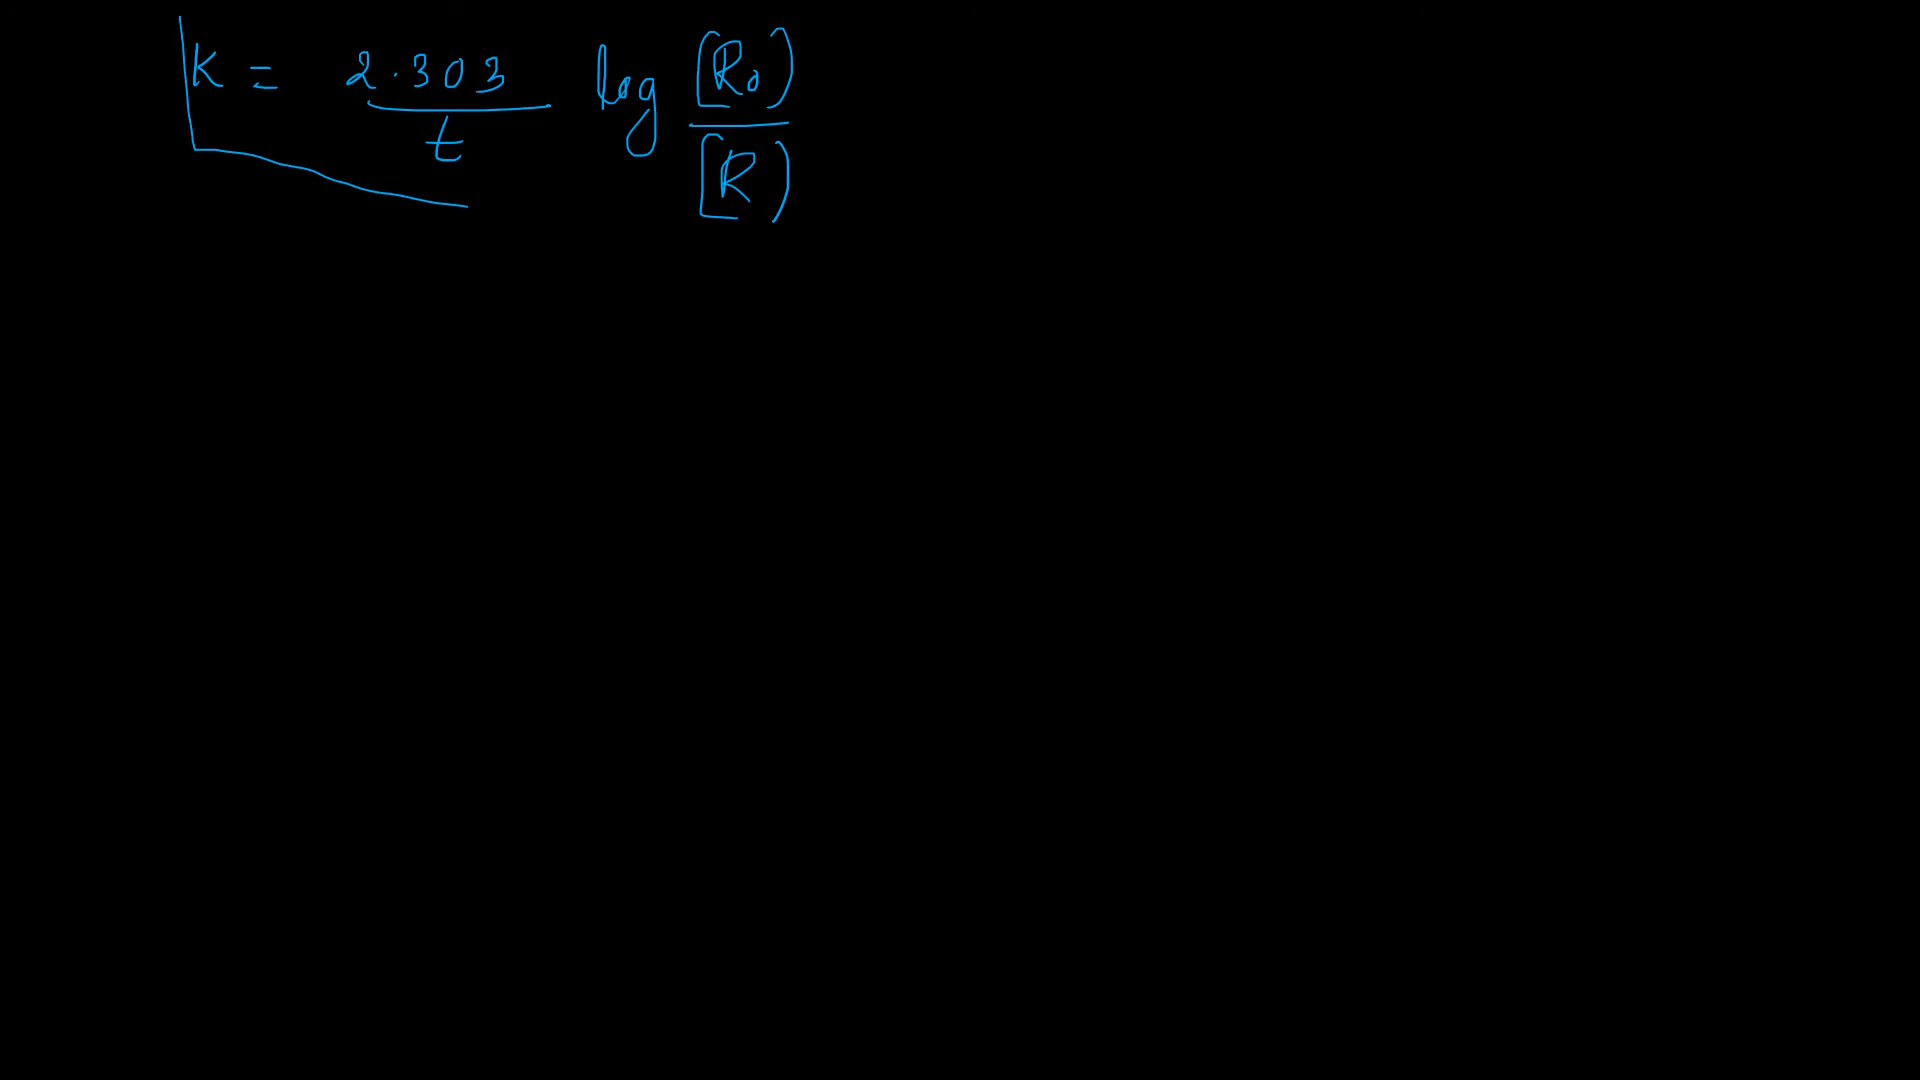 K = 2.303/t log [R0]/[R]